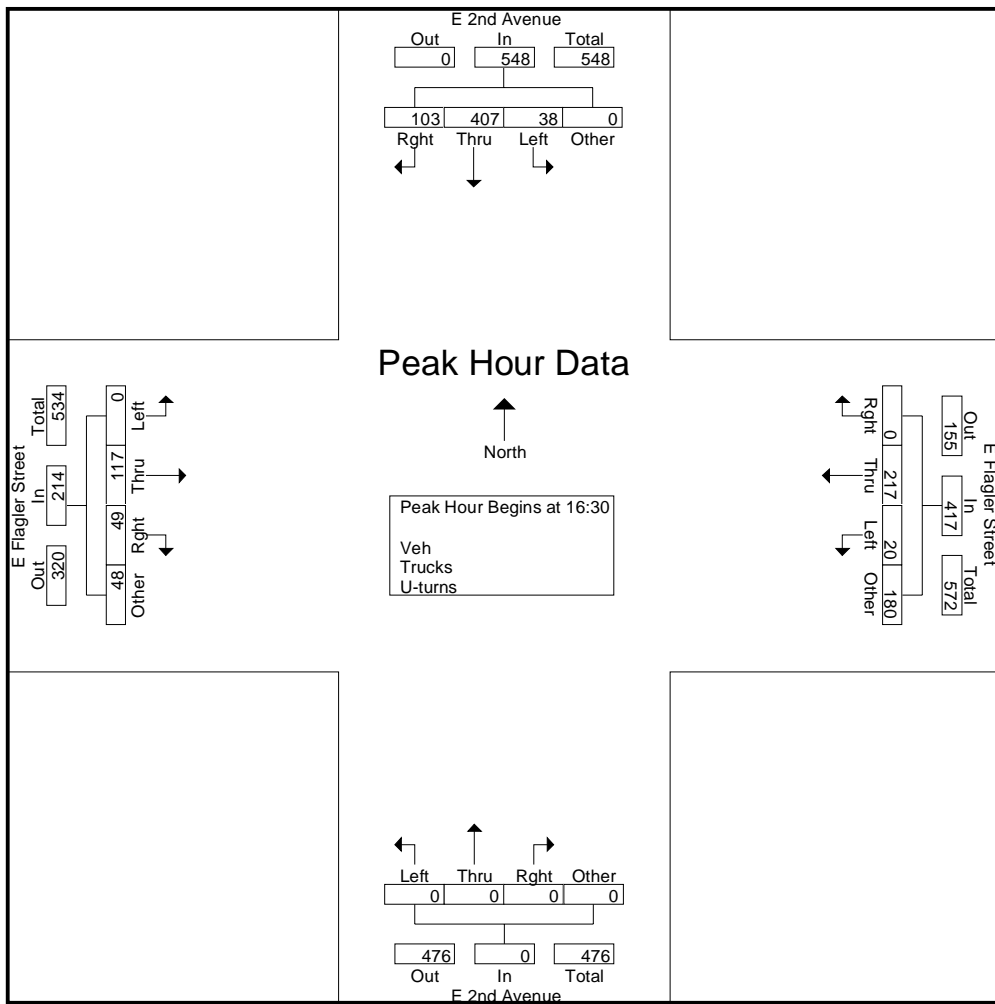 E 2nd Avenue
Out In Total
0 548 548
103 407 38 0
Rght Thru Left Other
Peak Hour Data
North
Peak Hour Begins at 16:30
Veh
Trucks
U-turns
E Flagler Street
Out In Total
320 214 534
48 49 117 0
Other Rght Thru Left
E Flagler Street
Out In Total
155 417 572
0 217 20 180
Rght Thru Left Other
Left Thru Rght Other
0 0 0 0
476 0 476
Out In Total
E 2nd Avenue